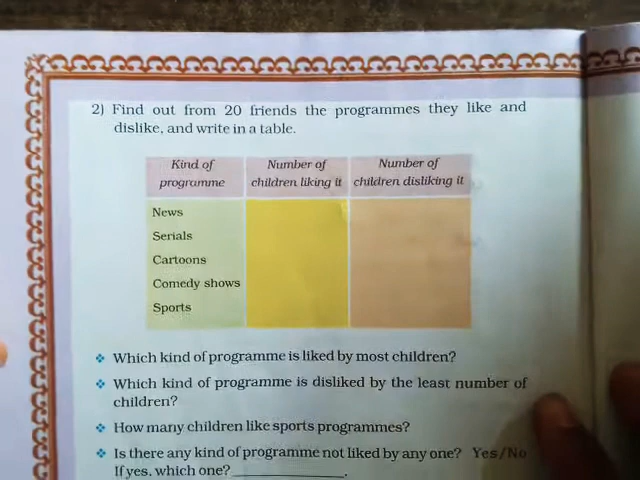 2) Find out from 20 friends the programmes they like and
dislike, and write in a table.
Kind of programme
Number of children liking it
Number of children disliking it
News
Serials
Cartoons
Comedy shows
Sports
❖ Which kind of programme is liked by most children?
❖ Which kind of programme is disliked by the least number of
children?
❖ How many children like sports programmes?
❖ Is there any kind of programme not liked by any one? Yes/No
If yes, which one?____________.